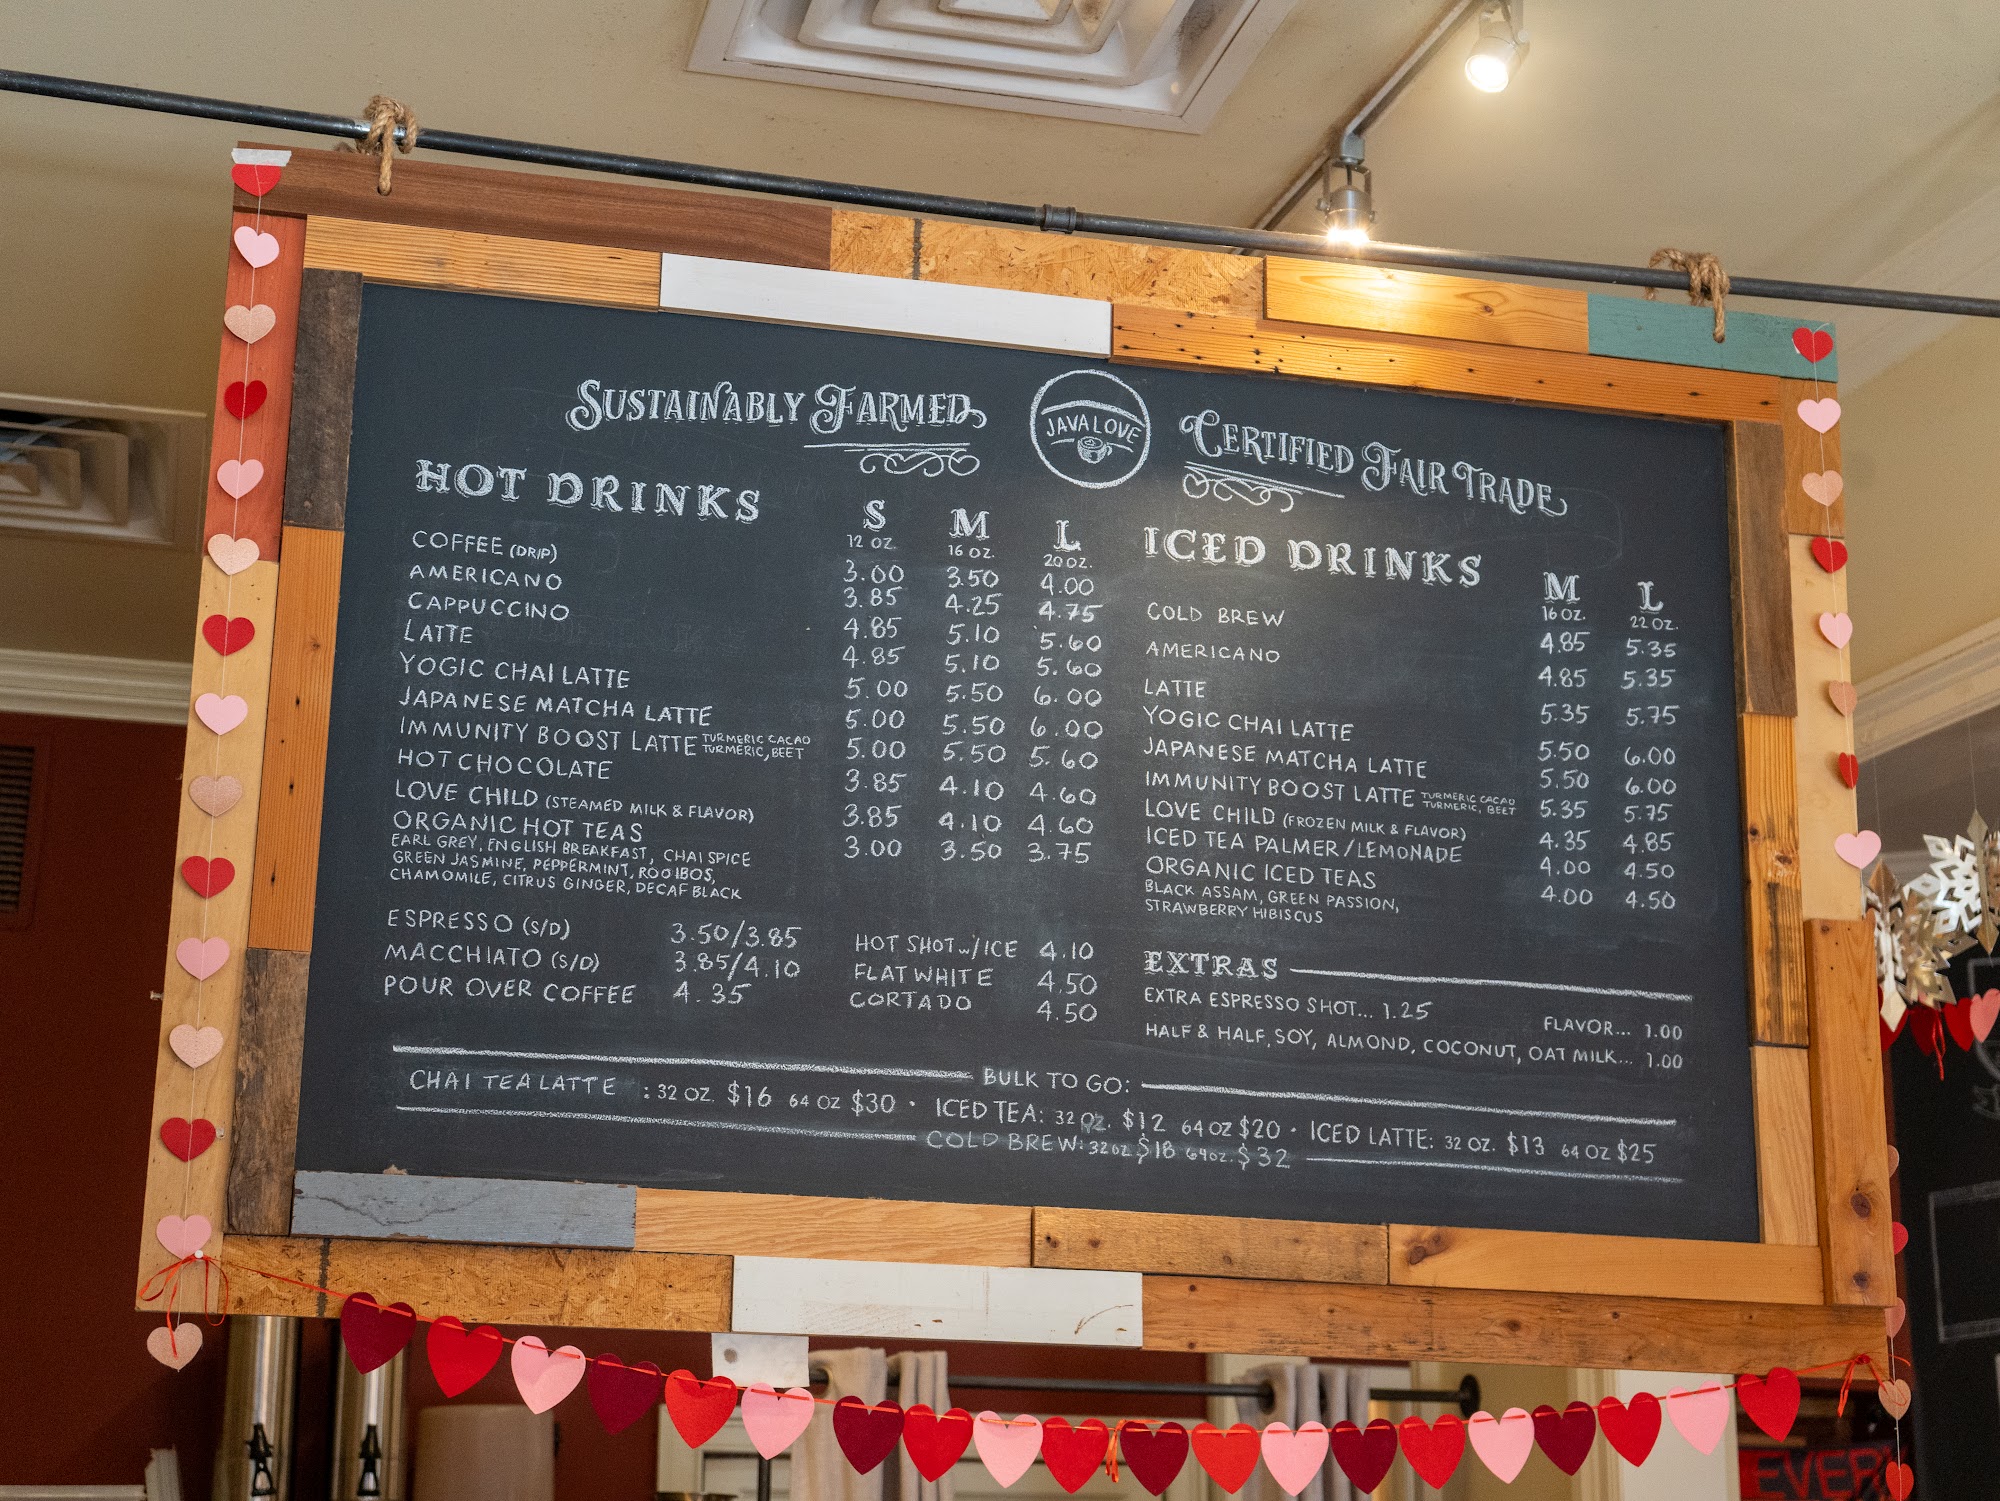 SUSTAINABLY FARMED
JAVA LOVE
CERTIFIED FAIR TRADE
HOT DRINKS S M L
12 OZ. 16 OZ. 20 OZ.
COFFEE (DRIP) 3.00 3.50 4.00
AMERICANO 3.85 4.25 4.75
CAPPUCCINO 4.85 5.10 5.60
LATTE 4.85 5.10 5.60
YOGIC CHAI LATTE 5.00 5.50 6.00
JAPANESE MATCHA LATTE 5.00 5.50 6.00
IMMUNITY BOOST LATTE TURMERIC CACAO TURMERIC, BEET 5.00 5.50 5.60
HOT CHOCOLATE 3.85 4.10 4.60
LOVE CHILD (STEAMED MILK & FLAVOR) 3.85 4.10 4.60
ORGANIC HOT TEAS 3.00 3.50 3.75
EARL GREY, ENGLISH BREAKFAST, CHAI SPICE
GREEN JASMINE, PEPPERMINT, ROOIBOS,
CHAMOMILE, CITRUS GINGER, DECAF BLACK
ESPRESSO (S/D) 3.50/3.85
MACCHIATO (S/D) 3.85/4.10
POUR OVER COFFEE 4.35
HOT SHOT w/ICE 4.10
FLAT WHITE 4.50
CORTADO 4.50
ICED DRINKS M L
16 OZ. 22 OZ.
COLD BREW 4.85 5.35
AMERICANO 4.85 5.35
LATTE 5.35 5.75
YOGIC CHAI LATTE 5.50 6.00
JAPANESE MATCHA LATTE 5.50 6.00
IMMUNITY BOOST LATTE TURMERIC CACAO TURMERIC, BEET 5.35 5.75
LOVE CHILD (FROZEN MILK & FLAVOR) 4.35 4.85
ICED TEA PALMER/LEMONADE 4.00 4.50
ORGANIC ICED TEAS 4.00 4.50
BLACK ASSAM, GREEN PASSION,
STRAWBERRY HIBISCUS
EXTRAS
EXTRA ESPRESSO SHOT... 1.25 FLAVOR... 1.00
HALF & HALF, SOY, ALMOND, COCONUT, OAT MILK... 1.00
BULK TO GO:
CHAI TEA LATTE : 32 OZ. $16 64 OZ $30 · ICED TEA: 32 OZ. $12 64 OZ $20 · ICED LATTE: 32 OZ. $13 64 OZ $25
COLD BREW: 32oz $18 64oz. $32
EVER